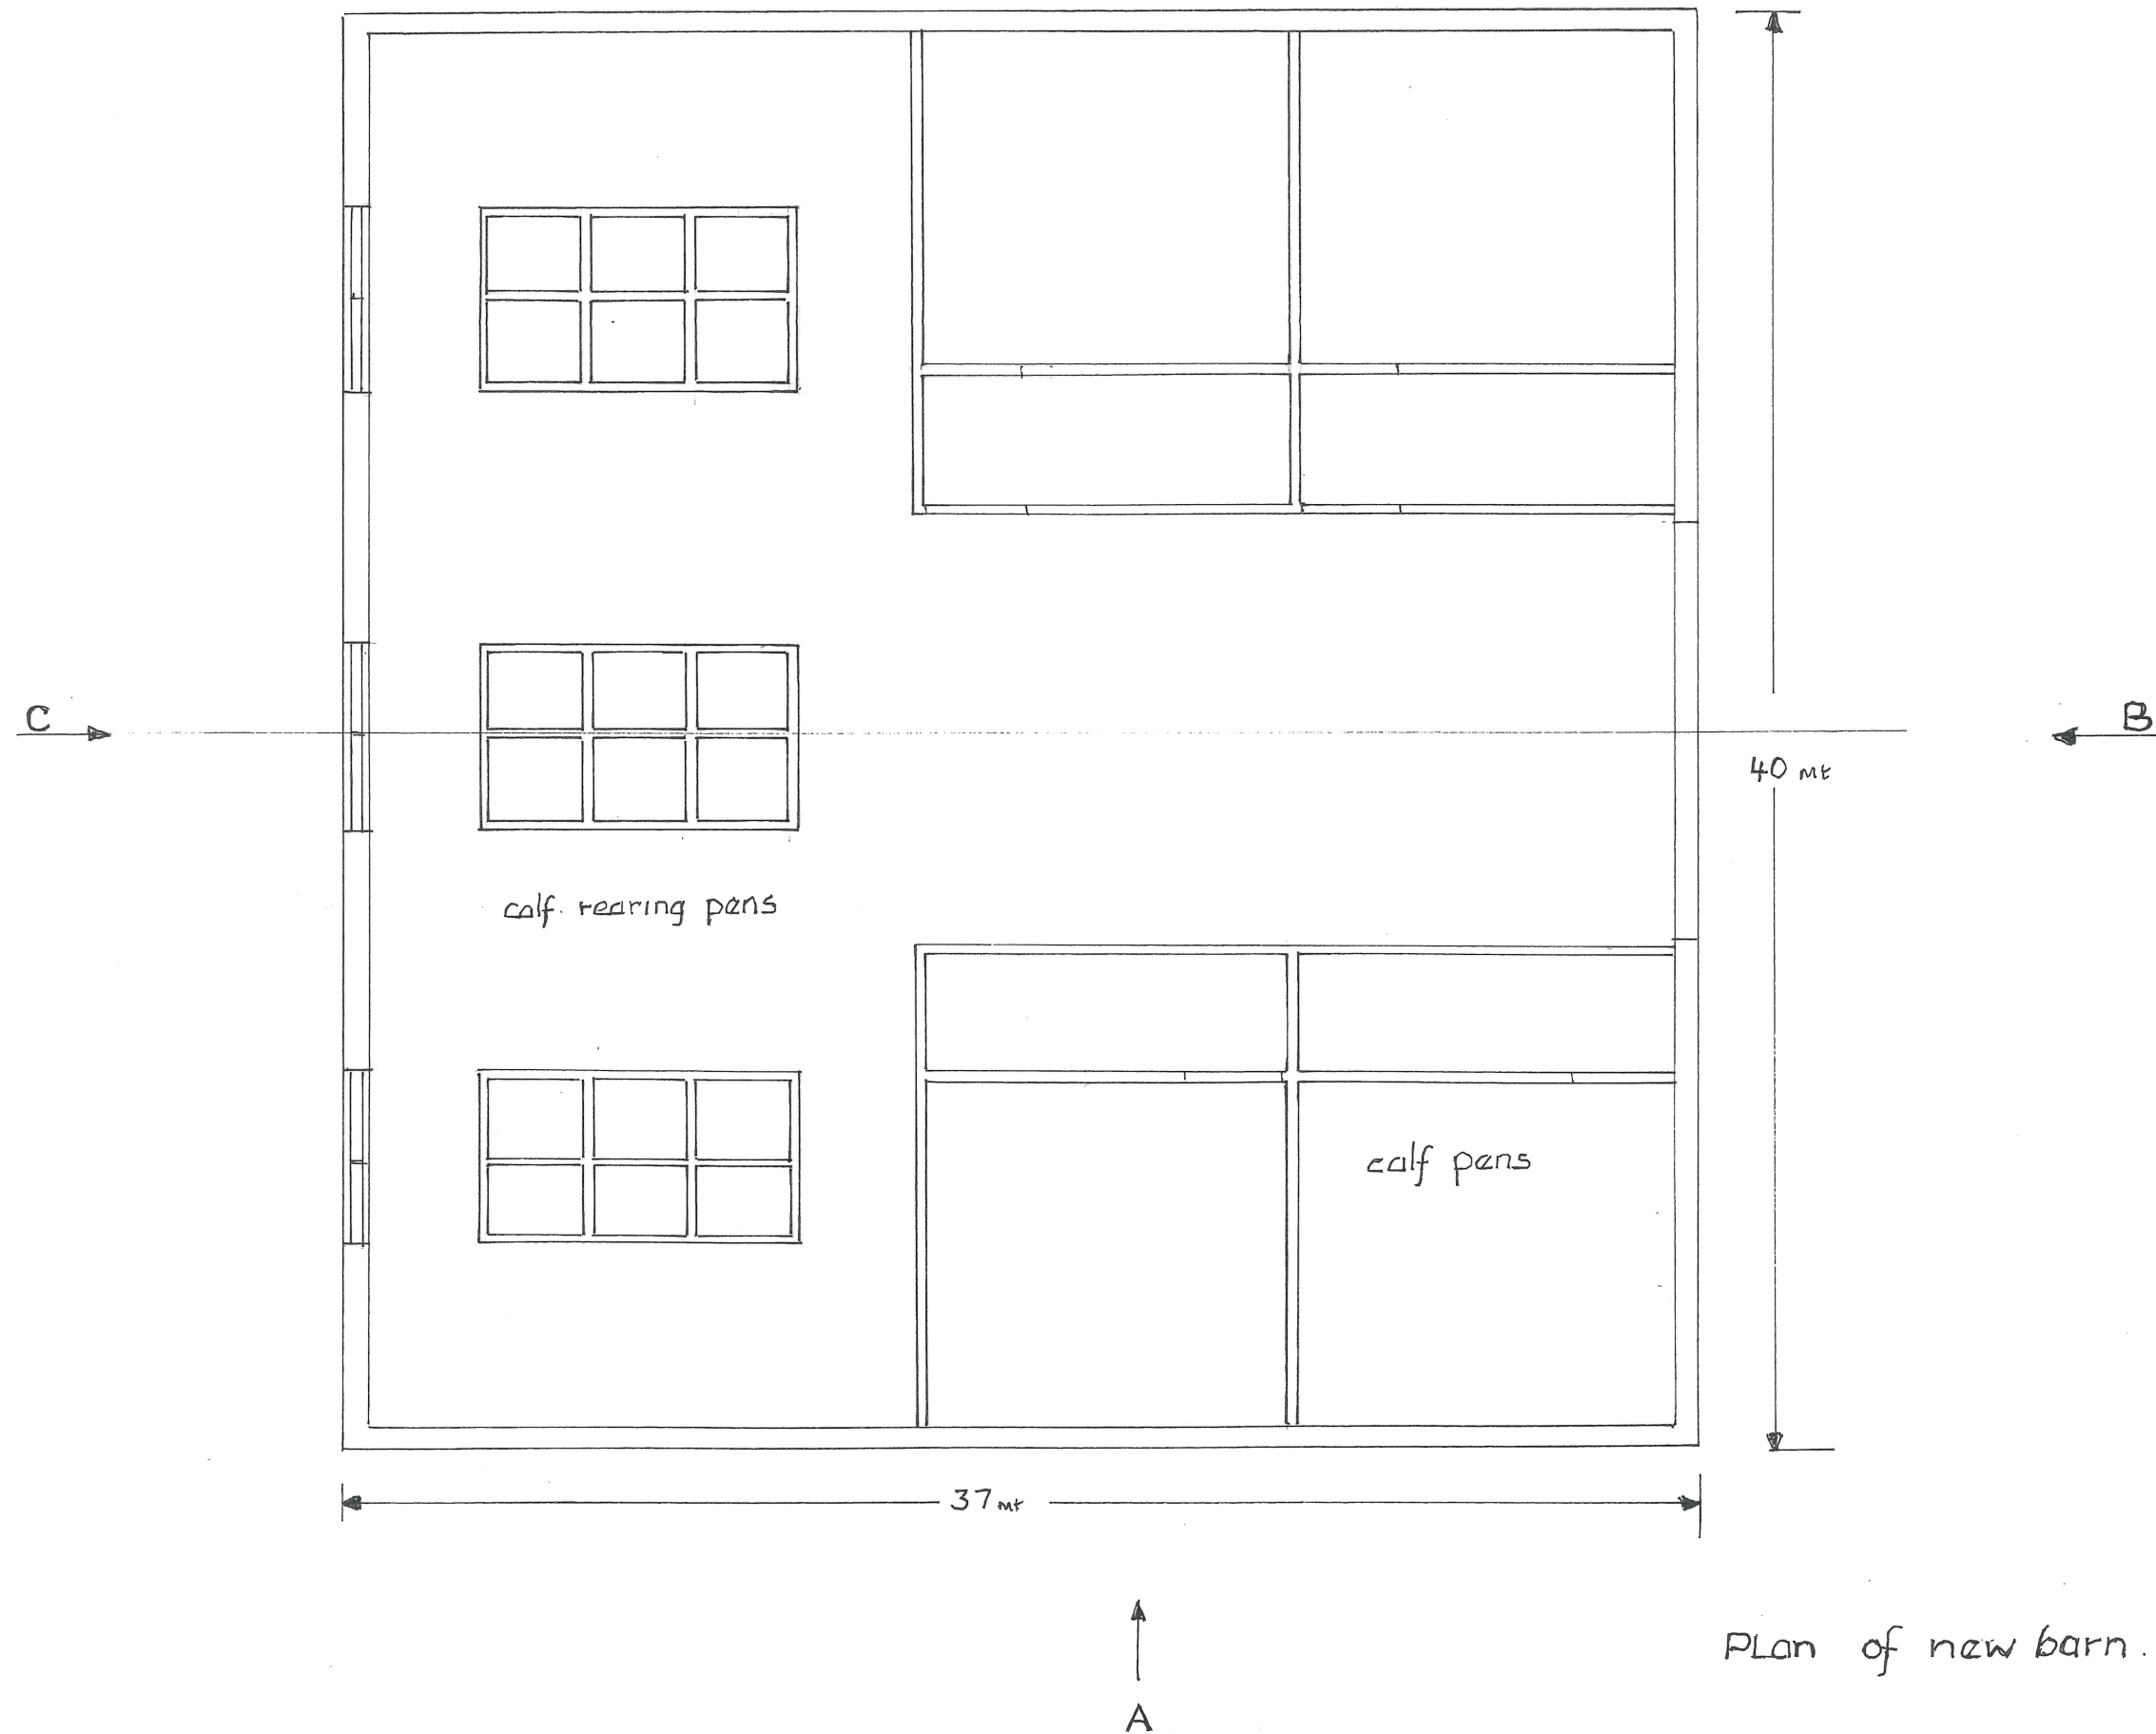 C
B
40 mt
calf. rearing pens
calf pens
37 mt
Plan of new barn.
A